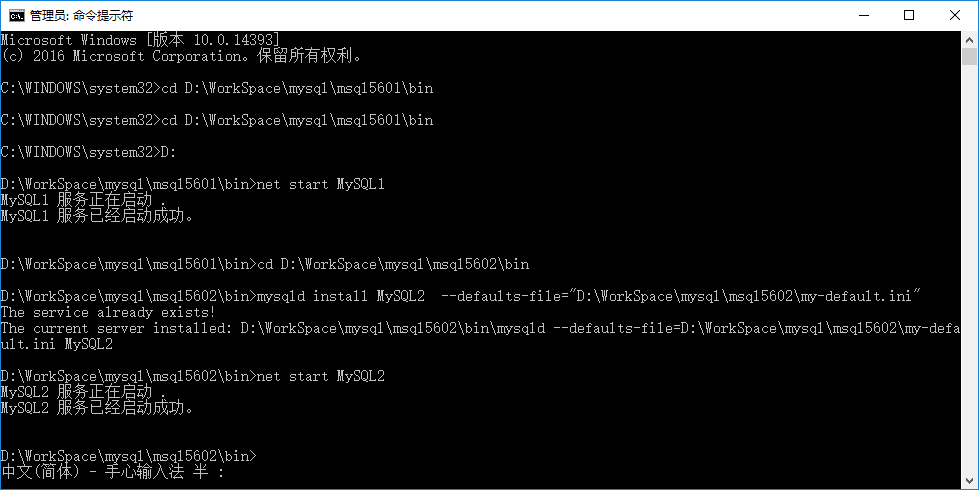 管理员: 命令提示符
Microsoft Windows [版本 10.0.14393]
(c) 2016 Microsoft Corporation。保留所有权利。
C:\WINDOWS\system32>cd D:\WorkSpace\mysql\msql5601\bin
C:\WINDOWS\system32>cd D:\WorkSpace\mysql\msql5601\bin
C:\WINDOWS\system32>D:
D:\WorkSpace\mysql\msql5601\bin>net start MySQL1
MySQL1 服务正在启动 .
MySQL1 服务已经启动成功。
D:\WorkSpace\mysql\msql5601\bin>cd D:\WorkSpace\mysql\msql5602\bin
D:\WorkSpace\mysql\msql5602\bin>mysqld install MySQL2  --defaults-file="D:\WorkSpace\mysql\msql5602\my-default.ini"
The service already exists!
The current server installed: D:\WorkSpace\mysql\msql5602\bin\mysqld --defaults-file=D:\WorkSpace\mysql\msql5602\my-defa
ult.ini MySQL2
D:\WorkSpace\mysql\msql5602\bin>net start MySQL2
MySQL2 服务正在启动 .
MySQL2 服务已经启动成功。
D:\WorkSpace\mysql\msql5602\bin>
中文(简体) - 手心输入法 半 :